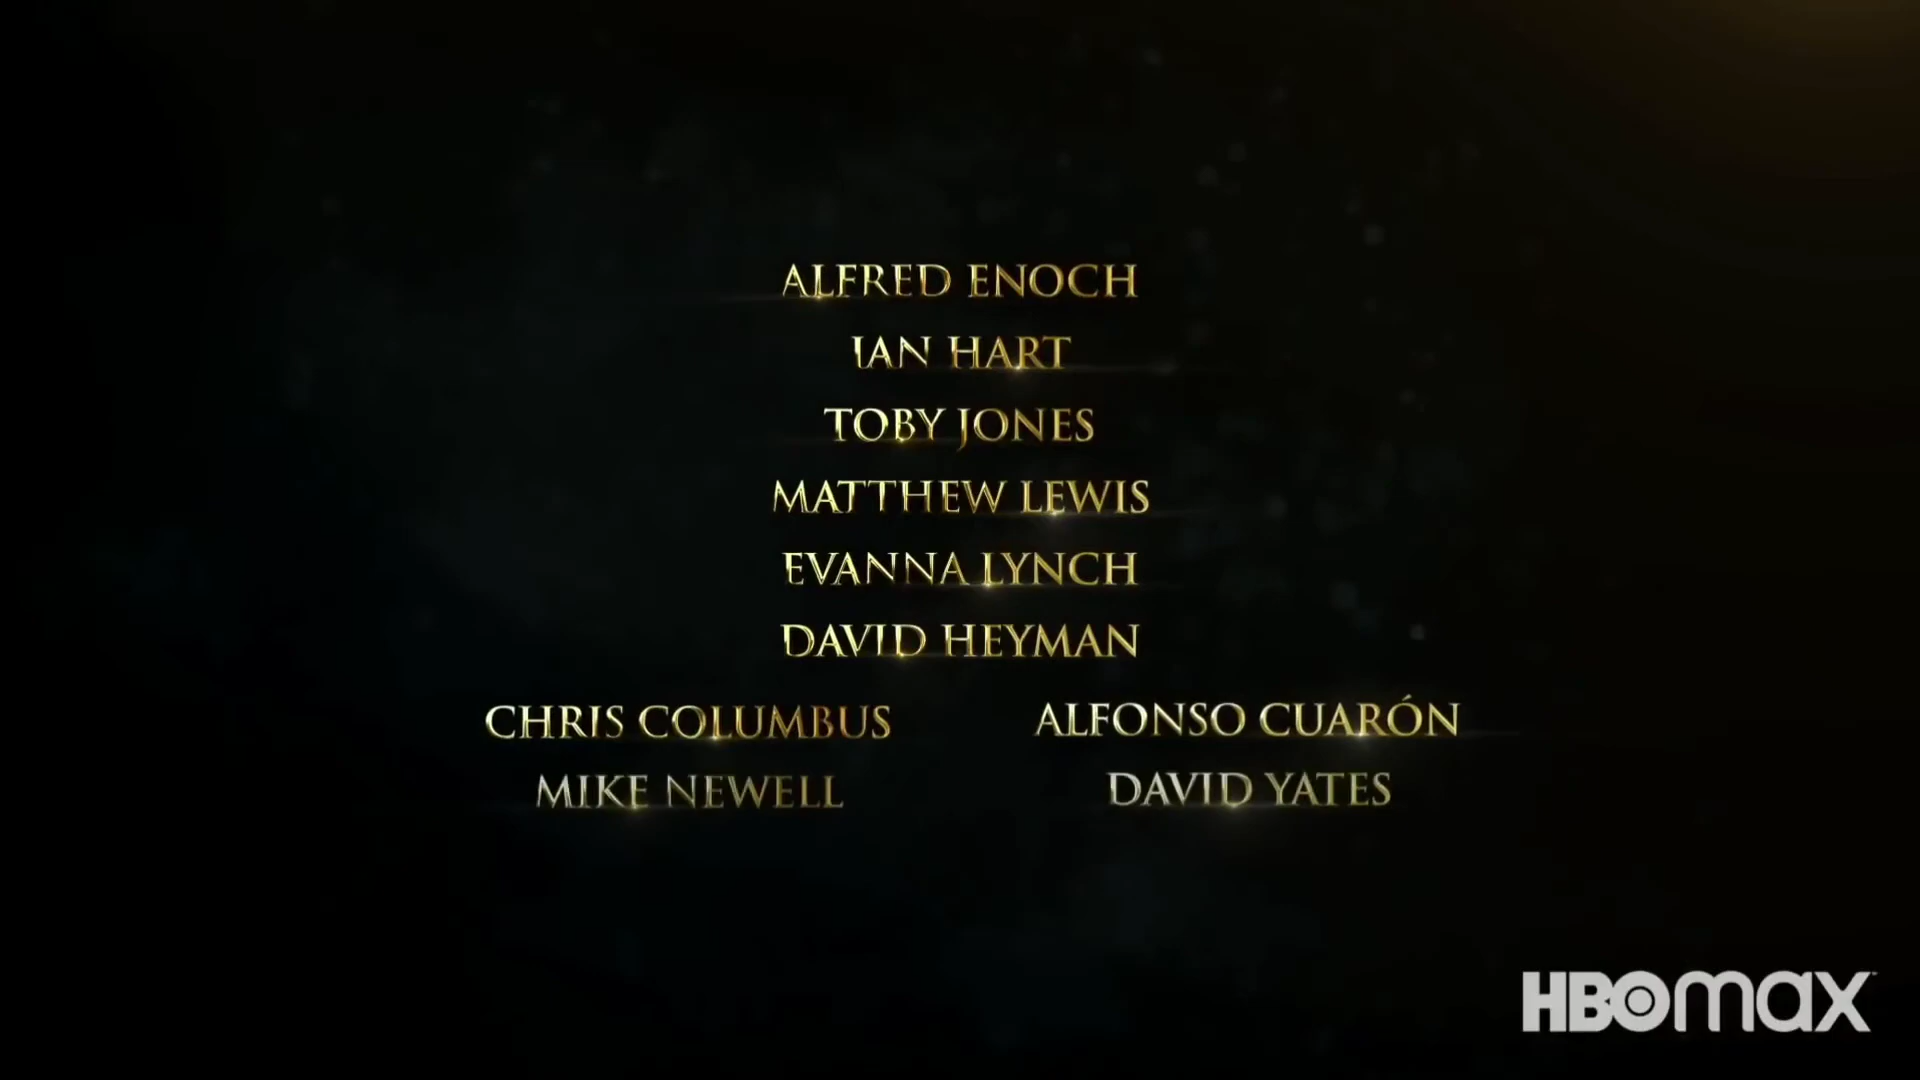 ALFRED ENOCH
IAN HART
TOBY JONES
MATTHEW LEWIS
EVANNA LYNCH
DAVID HEYMAN
CHRIS COLUMBUS ALFONSO CUARÓN
MIKE NEWELL DAVID YATES
HBOmax